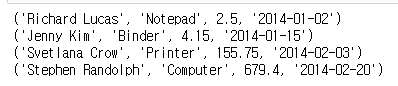 ('Richard Lucas', 'Notepad', 2.5, '2014-01-02')
('Jenny Kim', 'Binder', 4.15, '2014-01-15')
('Svetlana Crow', 'Printer', 155.75, '2014-02-03')
('Stephen Randolph', 'Computer', 679.4, '2014-02-20')